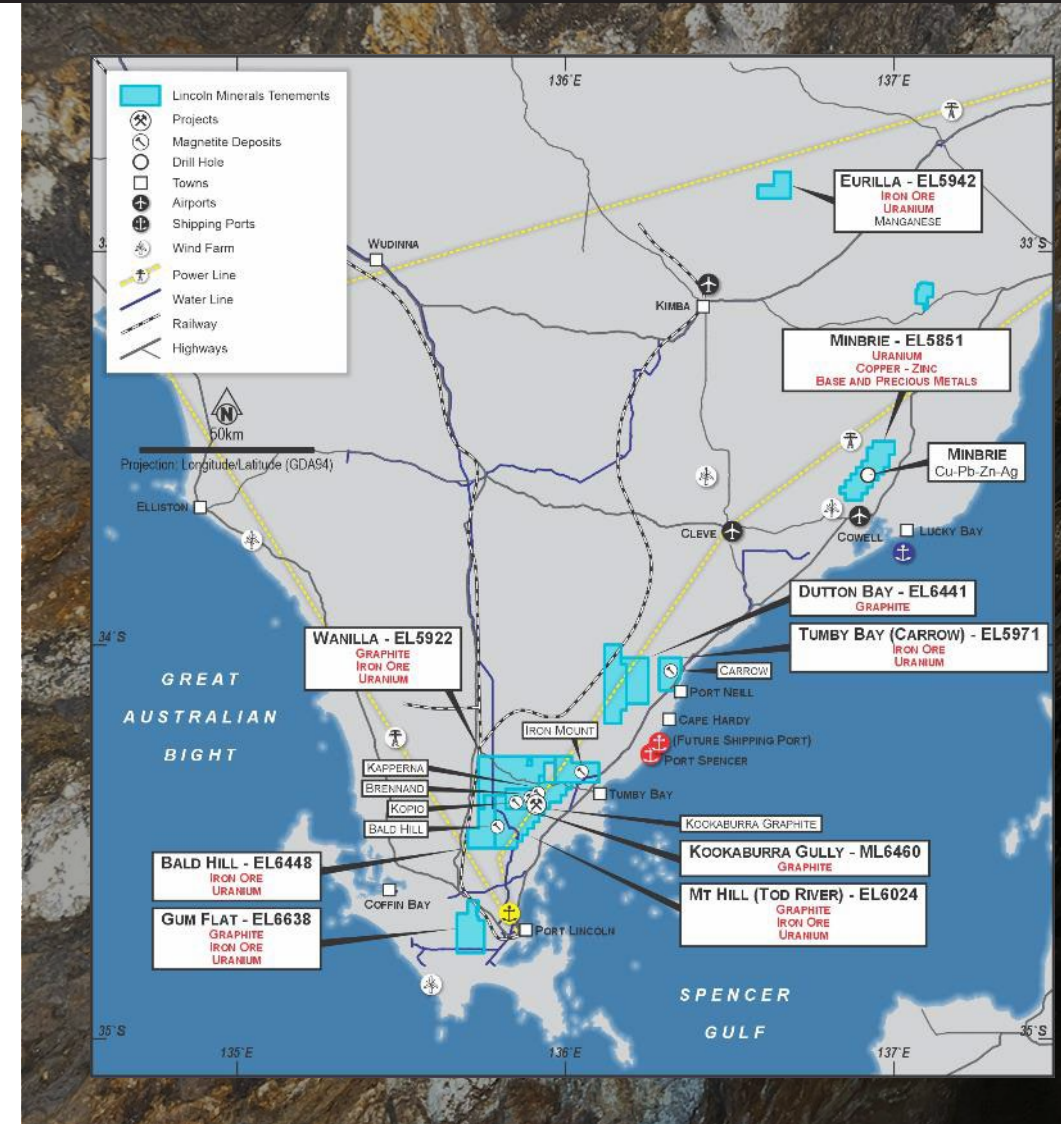 136°E
137°E
Lincoln Minerals Tenements
Projects
Magnetite Deposits
Drill Hole
Towns
Airports
Shipping Ports
Wind Farm
Power Line
Water Line
Railway
Highways
EURILLA - EL5942
IRON ORE
URANIUM
MANGANESE
WUDINNA
33°S
KIMBA
MINBRIE - EL5851
URANIUM
COPPER - ZINC
BASE AND PRECIOUS METALS
N
50km
Projection: Longitude/Latitude (GDA94)
MINBRIE
Cu-Pb-Zn-Ag
ELLISTON
CLEVE
COWELL
LUCKY BAY
DUTTON BAY - EL6441
GRAPHITE
34°S
WANILLA - EL5922
GRAPHITE
IRON ORE
URANIUM
TUMBY BAY (CARROW) - EL5971
IRON ORE
URANIUM
CARROW
PORT NEILL
GREAT
AUSTRALIAN
BIGHT
CAPE HARDY
(FUTURE SHIPPING PORT)
PORT SPENCER
IRON MOUNT
KAPPERNA
BRENNAND
KOPIO
BALD HILL
TUMBY BAY
KOOKABURRA GRAPHITE
KOOKABURRA GULLY - ML6460
GRAPHITE
BALD HILL - EL6448
IRON ORE
URANIUM
MT HILL (TOD RIVER) - EL6024
GRAPHITE
IRON ORE
URANIUM
COFFIN BAY
GUM FLAT - EL6638
GRAPHITE
IRON ORE
URANIUM
PORT LINCOLN
SPENCER
GULF
35°S
35°S
135°E
136°E
137°E